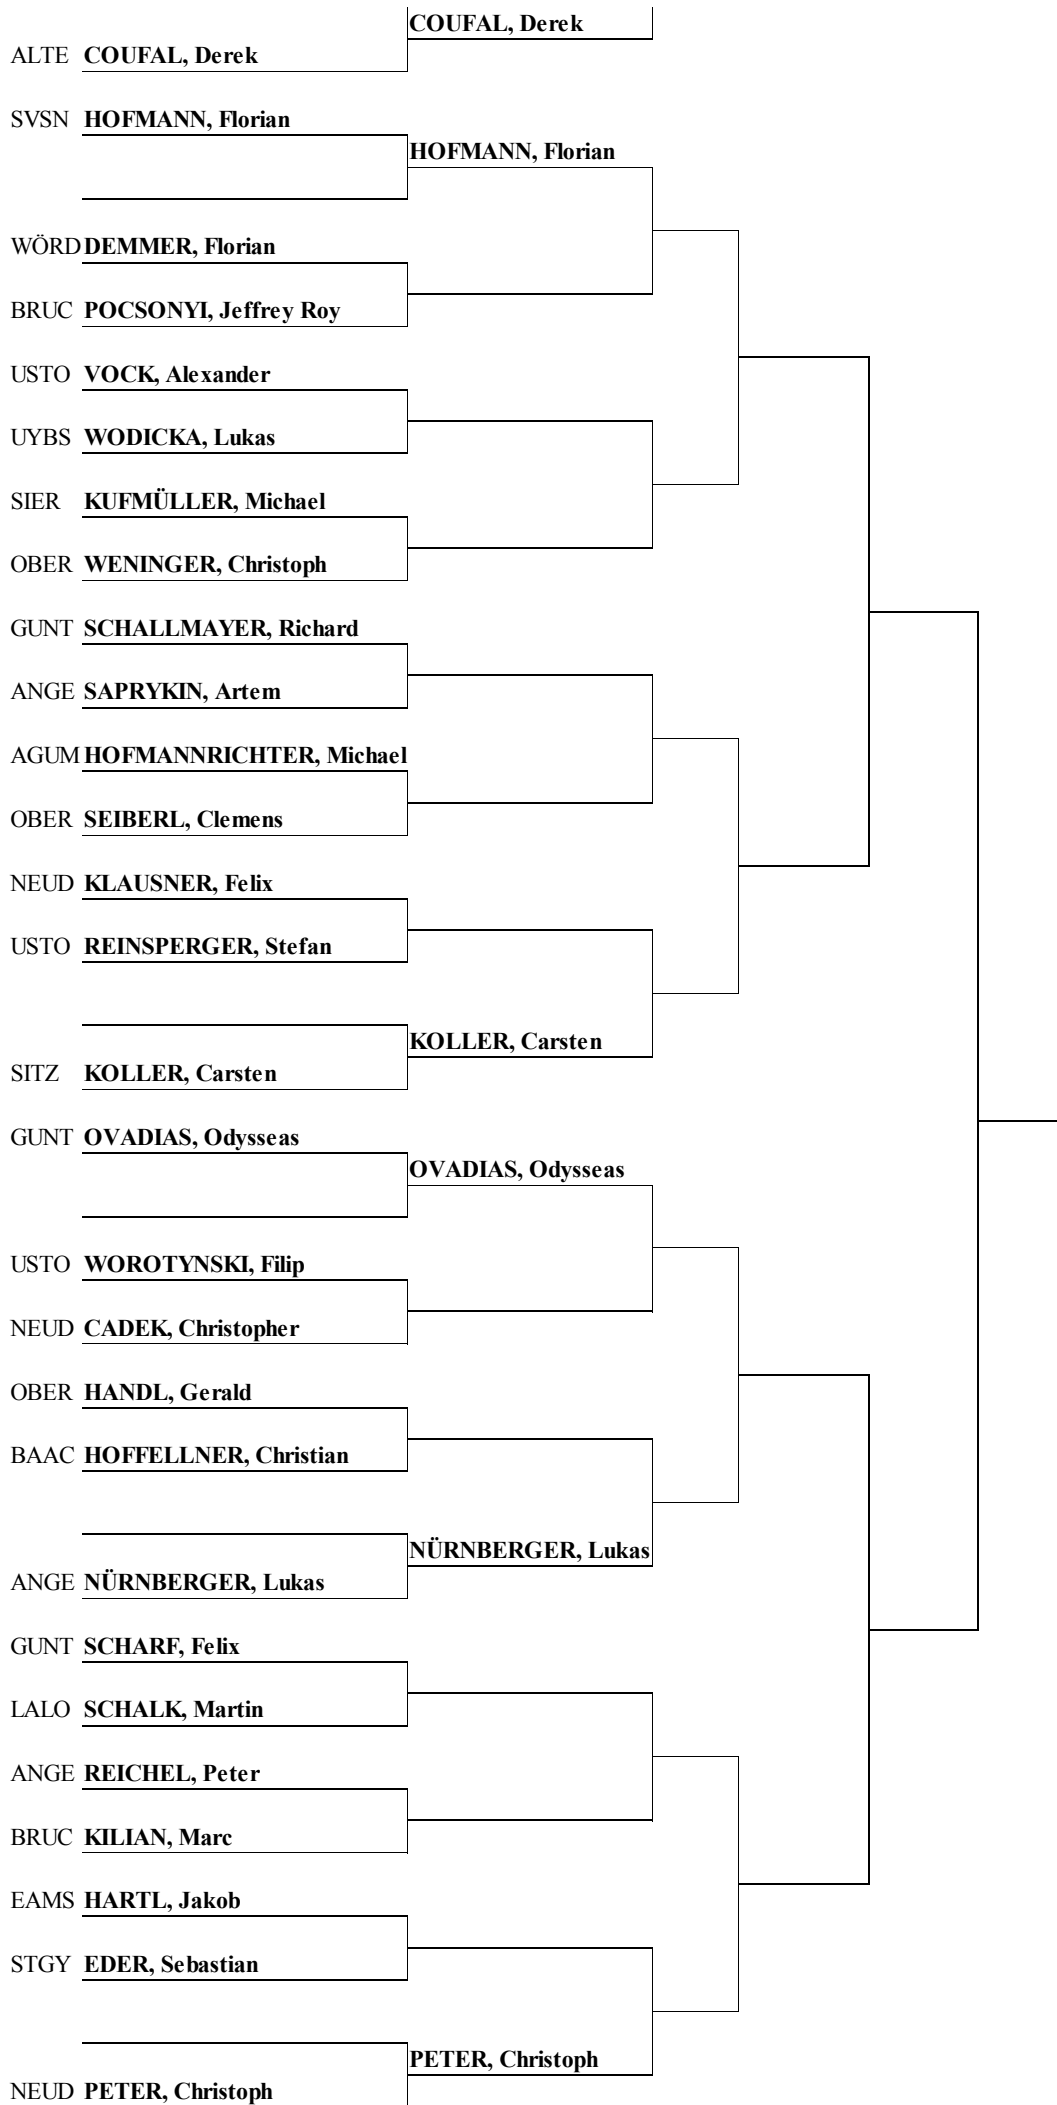 COUFAL, Derek
ALTE COUFAL, Derek
SVSN HOFMANN, Florian
HOFMANN, Florian
WÖRD DEMMER, Florian
BRUC POCSONYI, Jeffrey Roy
USTO VOCK, Alexander
UYBS WODICKA, Lukas
SIER KUFMÜLLER, Michael
OBER WENINGER, Christoph
GUNT SCHALLMAYER, Richard
ANGE SAPRYKIN, Artem
AGUM HOFMANNRICHTER, Michael
OBER SEIBERL, Clemens
NEUD KLAUSNER, Felix
USTO REINSPERGER, Stefan
KOLLER, Carsten
SITZ KOLLER, Carsten
GUNT OVADIAS, Odysseas
OVADIAS, Odysseas
USTO WOROTYNSKI, Filip
NEUD CADEK, Christopher
OBER HANDL, Gerald
BAAC HOFFELLNER, Christian
NÜRNBERGER, Lukas
ANGE NÜRNBERGER, Lukas
GUNT SCHARF, Felix
LALO SCHALK, Martin
ANGE REICHEL, Peter
BRUC KILIAN, Marc
EAMS HARTL, Jakob
STGY EDER, Sebastian
PETER, Christoph
NEUD PETER, Christoph